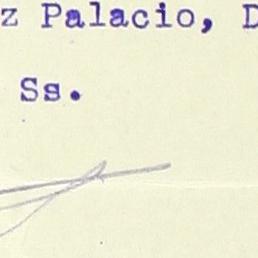 z Palacio, D
Ss.